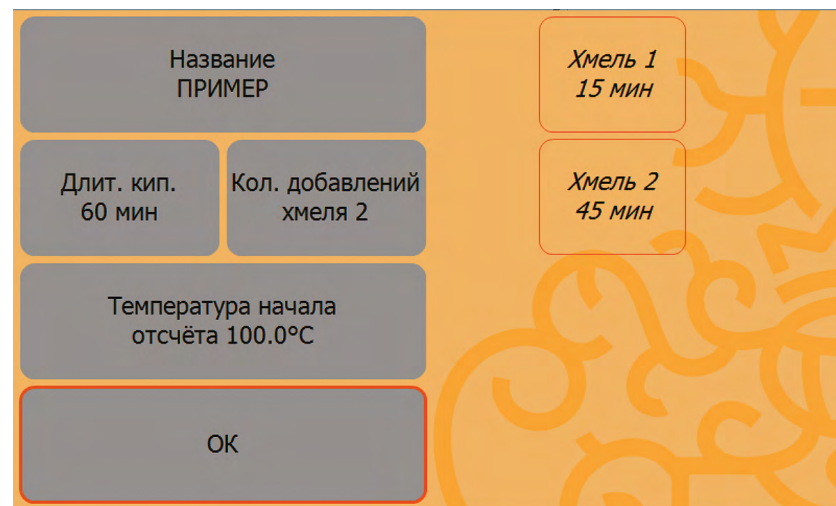 Название
ПРИМЕР
Длит. кип.
60 мин
Кол. добавлений
хмеля 2
Температура начала
отсчёта 100.0°C
ОК
Хмель 1
15 мин
Хмель 2
45 мин